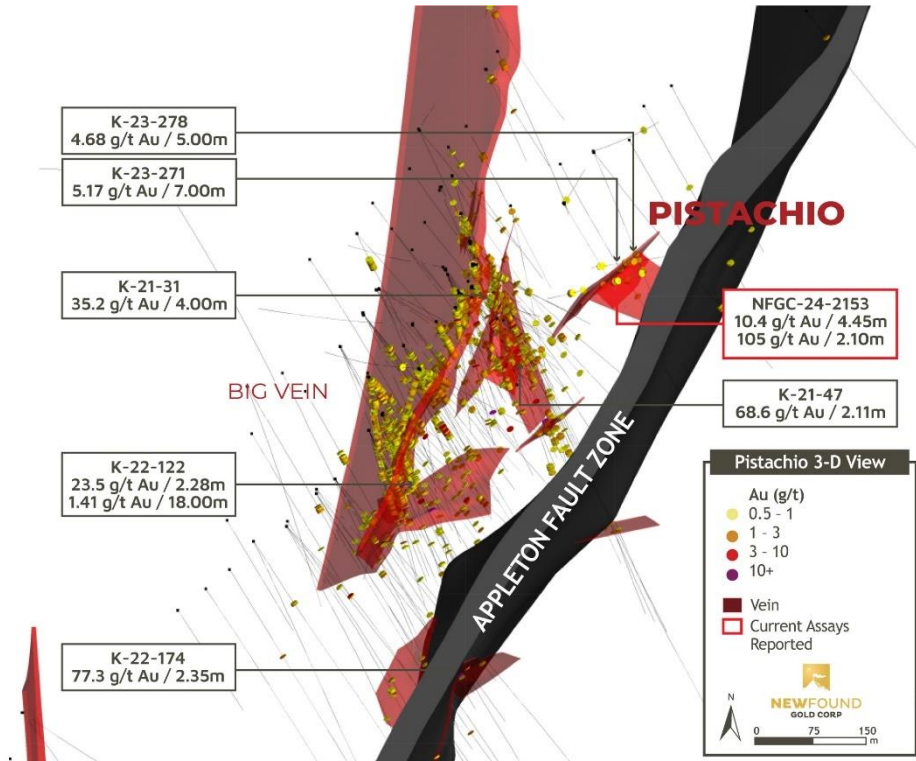 K-23-278
4.68 g/t Au / 5.00m
K-23-271
5.17 g/t Au / 7.00m
PISTACHIO
K-21-31
35.2 g/t Au / 4.00m
NFGC-24-2153
10.4 g/t Au / 4.45m
105 g/t Au / 2.10m
BIG VEIN
K-21-47
68.6 g/t Au / 2.11m
K-22-122
23.5 g/t Au / 2.28m
1.41 g/t Au / 18.00m
APPLETON FAULT ZONE
K-22-174
77.3 g/t Au / 2.35m
Pistachio 3-D View
Au (g/t)
0.5 - 1
1 - 3
3 - 10
10+
Vein
Current Assays
Reported
NEWFOUND
GOLD CORP
N
0 75 150
m